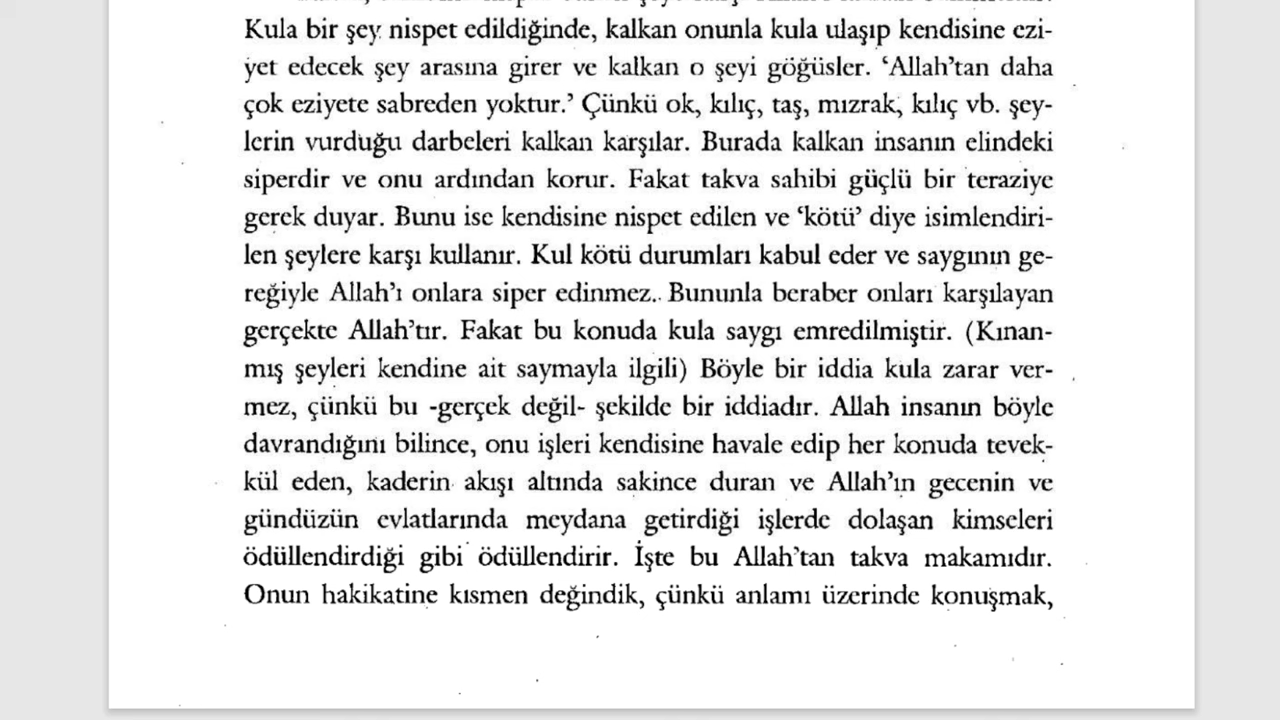 Kula bir şey nispet edildiğinde, kalkan onunla kula ulaşıp kendisine ezi-
yet edecek şey arasına girer ve kalkan o şeyi göğüsler. ‘Allah’tan daha
çok eziyete sabreden yoktur.’ Çünkü ok, kılıç, taş, mızrak, kılıç vb. şey-
lerin vurduğu darbeleri kalkan karşılar. Burada kalkan insanın elindeki
siperdir ve onu ardından korur. Fakat takva sahibi güçlü bir teraziye
gerek duyar. Bunu ise kendisine nispet edilen ve ‘kötü’ diye isimlendiri-
len şeylere karşı kullanır. Kul kötü durumları kabul eder ve saygının ge-
reğiyle Allah’ı onlara siper edinmez. Bununla beraber onları karşılayan
gerçekte Allah’tır. Fakat bu konuda kula saygı emredilmiştir. (Kınan-
mış şeyleri kendine ait saymayla ilgili) Böyle bir iddia kula zarar ver-
mez, çünkü bu -gerçek değil- şekilde bir iddiadır. Allah insanın böyle
davrandığını bilince, onu işleri kendisine havale edip her konuda tevek-
kül eden, kaderin akışı altında sakince duran ve Allah’ın gecenin ve
gündüzün evlatlarında meydana getirdiği işlerde dolaşan kimseleri
ödüllendirdiği gibi ödüllendirir. İşte bu Allah’tan takva makamıdır.
Onun hakikatine kısmen değindik, çünkü anlamı üzerinde konuşmak,